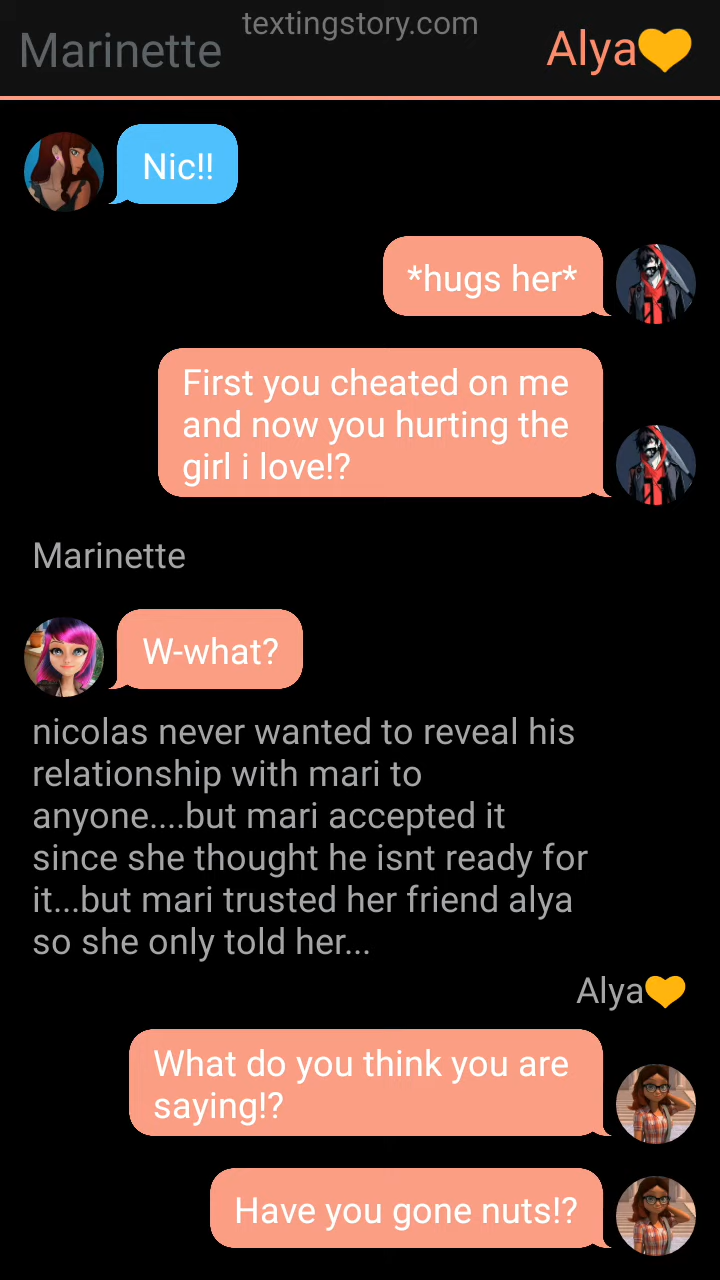 textingstory.com
Marinette
Alya💛
Nic!!
*hugs her*
First you cheated on me
and now you hurting the
girl i love!?
Marinette
W-what?
nicolas never wanted to reveal his
relationship with mari to
anyone....but mari accepted it
since she thought he isnt ready for
it...but mari trusted her friend alya
so she only told her...
Alya💛
What do you think you are
saying!?
Have you gone nuts!?